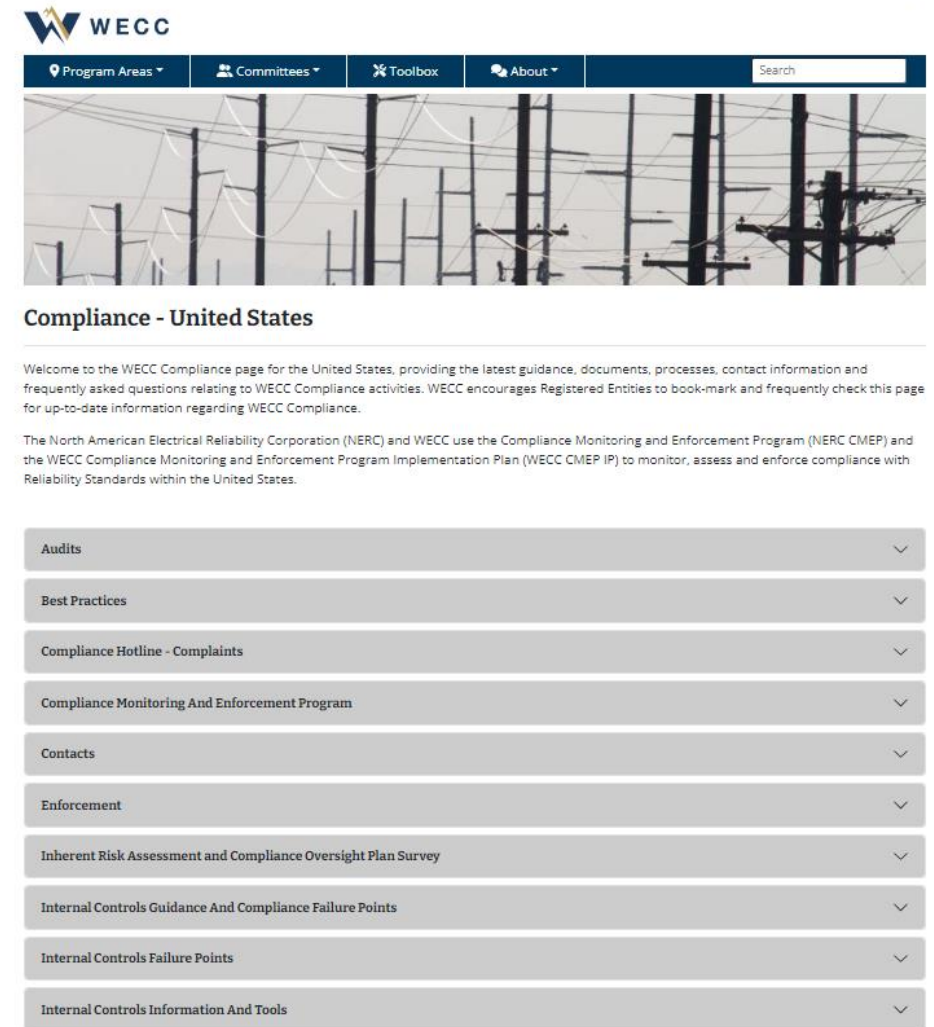 WECC
Program Areas
Committees
Toolbox
About
Search
Compliance - United States
Welcome to the WECC Compliance page for the United States, providing the latest guidance, documents, processes, contact information and
frequently asked questions relating to WECC Compliance activities. WECC encourages Registered Entities to book-mark and frequently check this page
for up-to-date information regarding WECC Compliance.
The North American Electrical Reliability Corporation (NERC) and WECC use the Compliance Monitoring and Enforcement Program (NERC CMEP) and
the WECC Compliance Monitoring and Enforcement Program Implementation Plan (WECC CMEP IP) to monitor, assess and enforce compliance with
Reliability Standards within the United States.
Audits
Best Practices
Compliance Hotline - Complaints
Compliance Monitoring And Enforcement Program
Contacts
Enforcement
Inherent Risk Assessment and Compliance Oversight Plan Survey
Internal Controls Guidance And Compliance Failure Points
Internal Controls Failure Points
Internal Controls Information And Tools